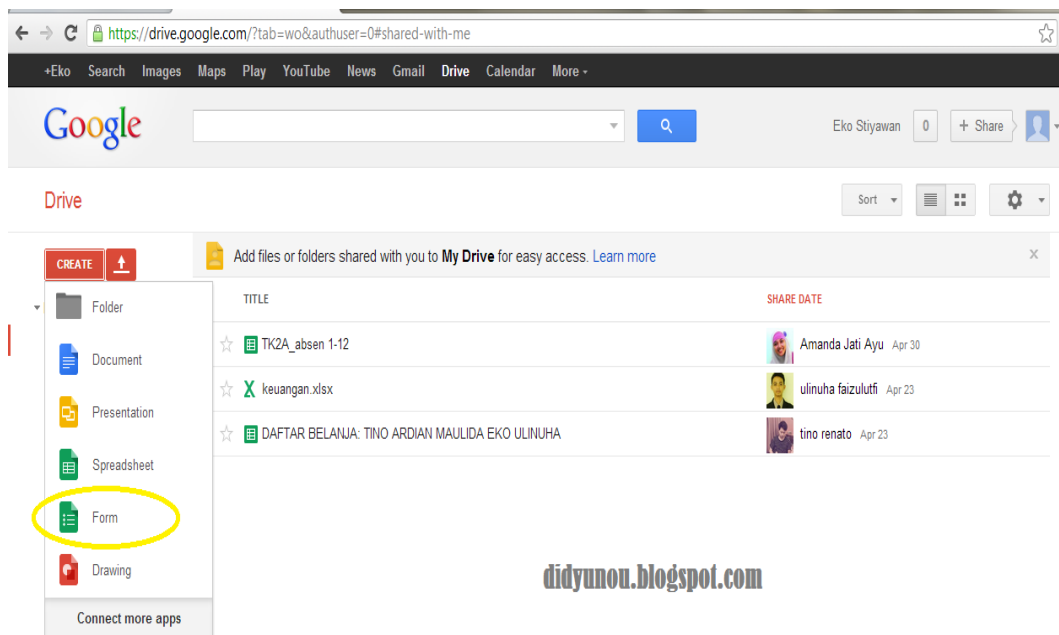 https://drive.google.com/?tab=wo&authuser=0#shared-with-me
+Eko Search Images Maps Play YouTube News Gmail Drive Calendar More
Google
Eko Stiyawan 0 + Share
Drive
Sort
CREATE
Add files or folders shared with you to My Drive for easy access. Learn more x
TITLE SHARE DATE
Folder
TK2A_absen 1-12 Amanda Jati Ayu Apr 30
Document
keuangan.xlsx ulinuha faizulutfi Apr 23
Presentation
DAFTAR BELANJA: TINO ARDIAN MAULIDA EKO ULINUHA tino renato Apr 23
Spreadsheet
Form
Drawing
didyunou.blogspot.com
Connect more apps